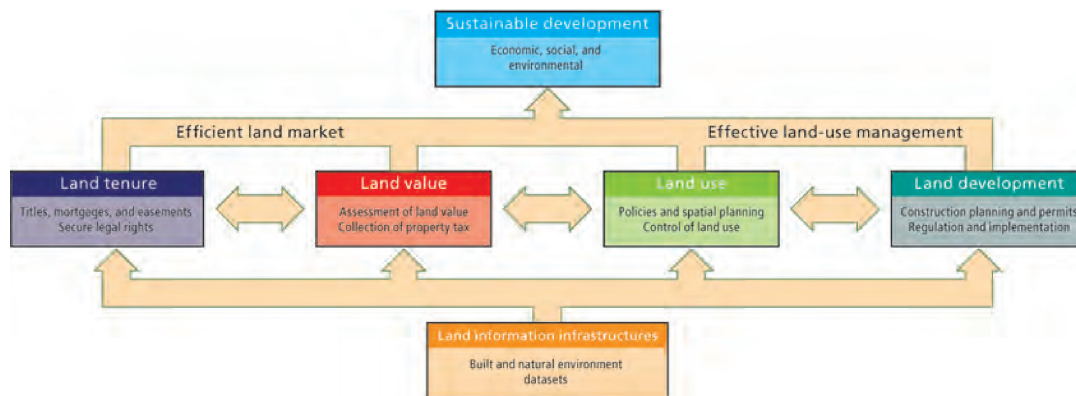 Sustainable development
Economic, social, and
environmental
Efficient land market
Effective land-use management
Land tenure
Titles, mortgages, and easements
Secure legal rights
Land value
Assessment of land value
Collection of property tax
Land use
Policies and spatial planning
Control of land use
Land development
Construction planning and permits
Regulation and implementation
Land information infrastructures
Built and natural environment
datasets